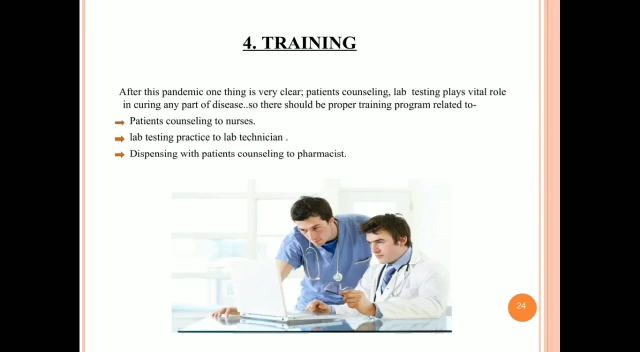 4. TRAINING
After this pandemic one thing is very clear; patients counseling, lab testing plays vital role
in curing any part of disease..so there should be proper training program related to-
Patients counseling to nurses.
lab testing practice to lab technician .
Dispensing with patients counseling to pharmacist.
24